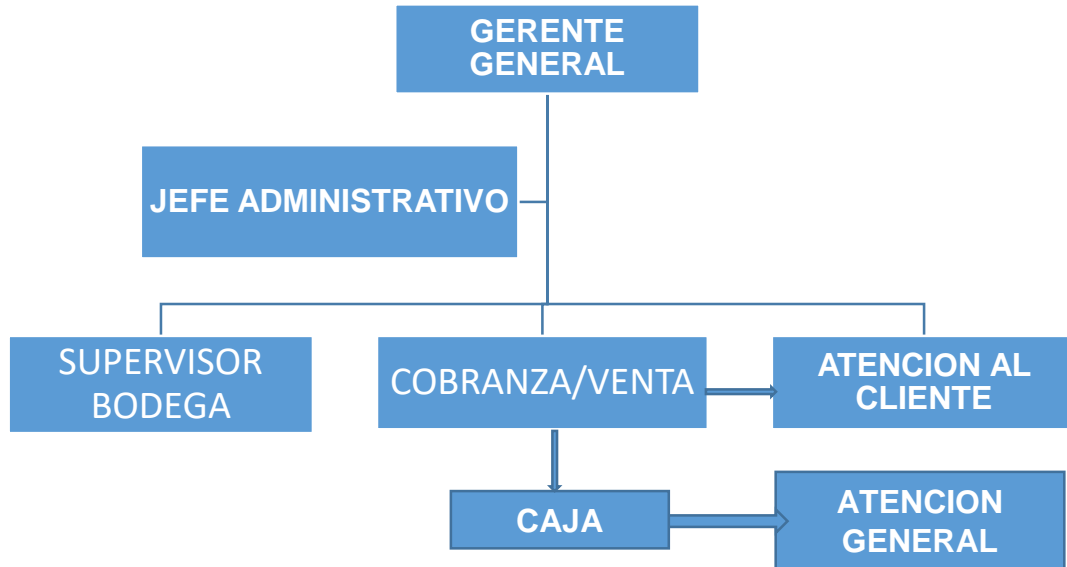 GERENTE
GENERAL
JEFE ADMINISTRATIVO
SUPERVISOR
BODEGA
COBRANZA/VENTA
ATENCION AL
CLIENTE
CAJA
ATENCION
GENERAL